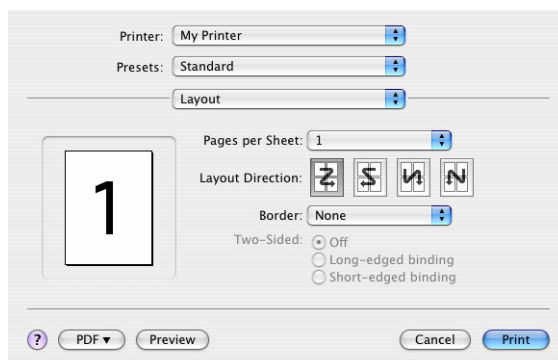 Printer: My Printer
Presets: Standard
Layout
Pages per Sheet: 1
Layout Direction:
Border: None
Two-Sided: Off
Long-edged binding
Short-edged binding
1
? PDF ▼ Preview Cancel Print